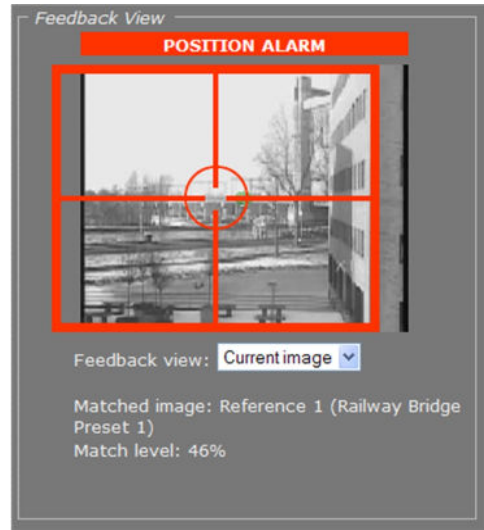 Feedback View
POSITION ALARM
Feedback view: Current image
Matched image: Reference 1 (Railway Bridge
Preset 1)
Match level: 46%